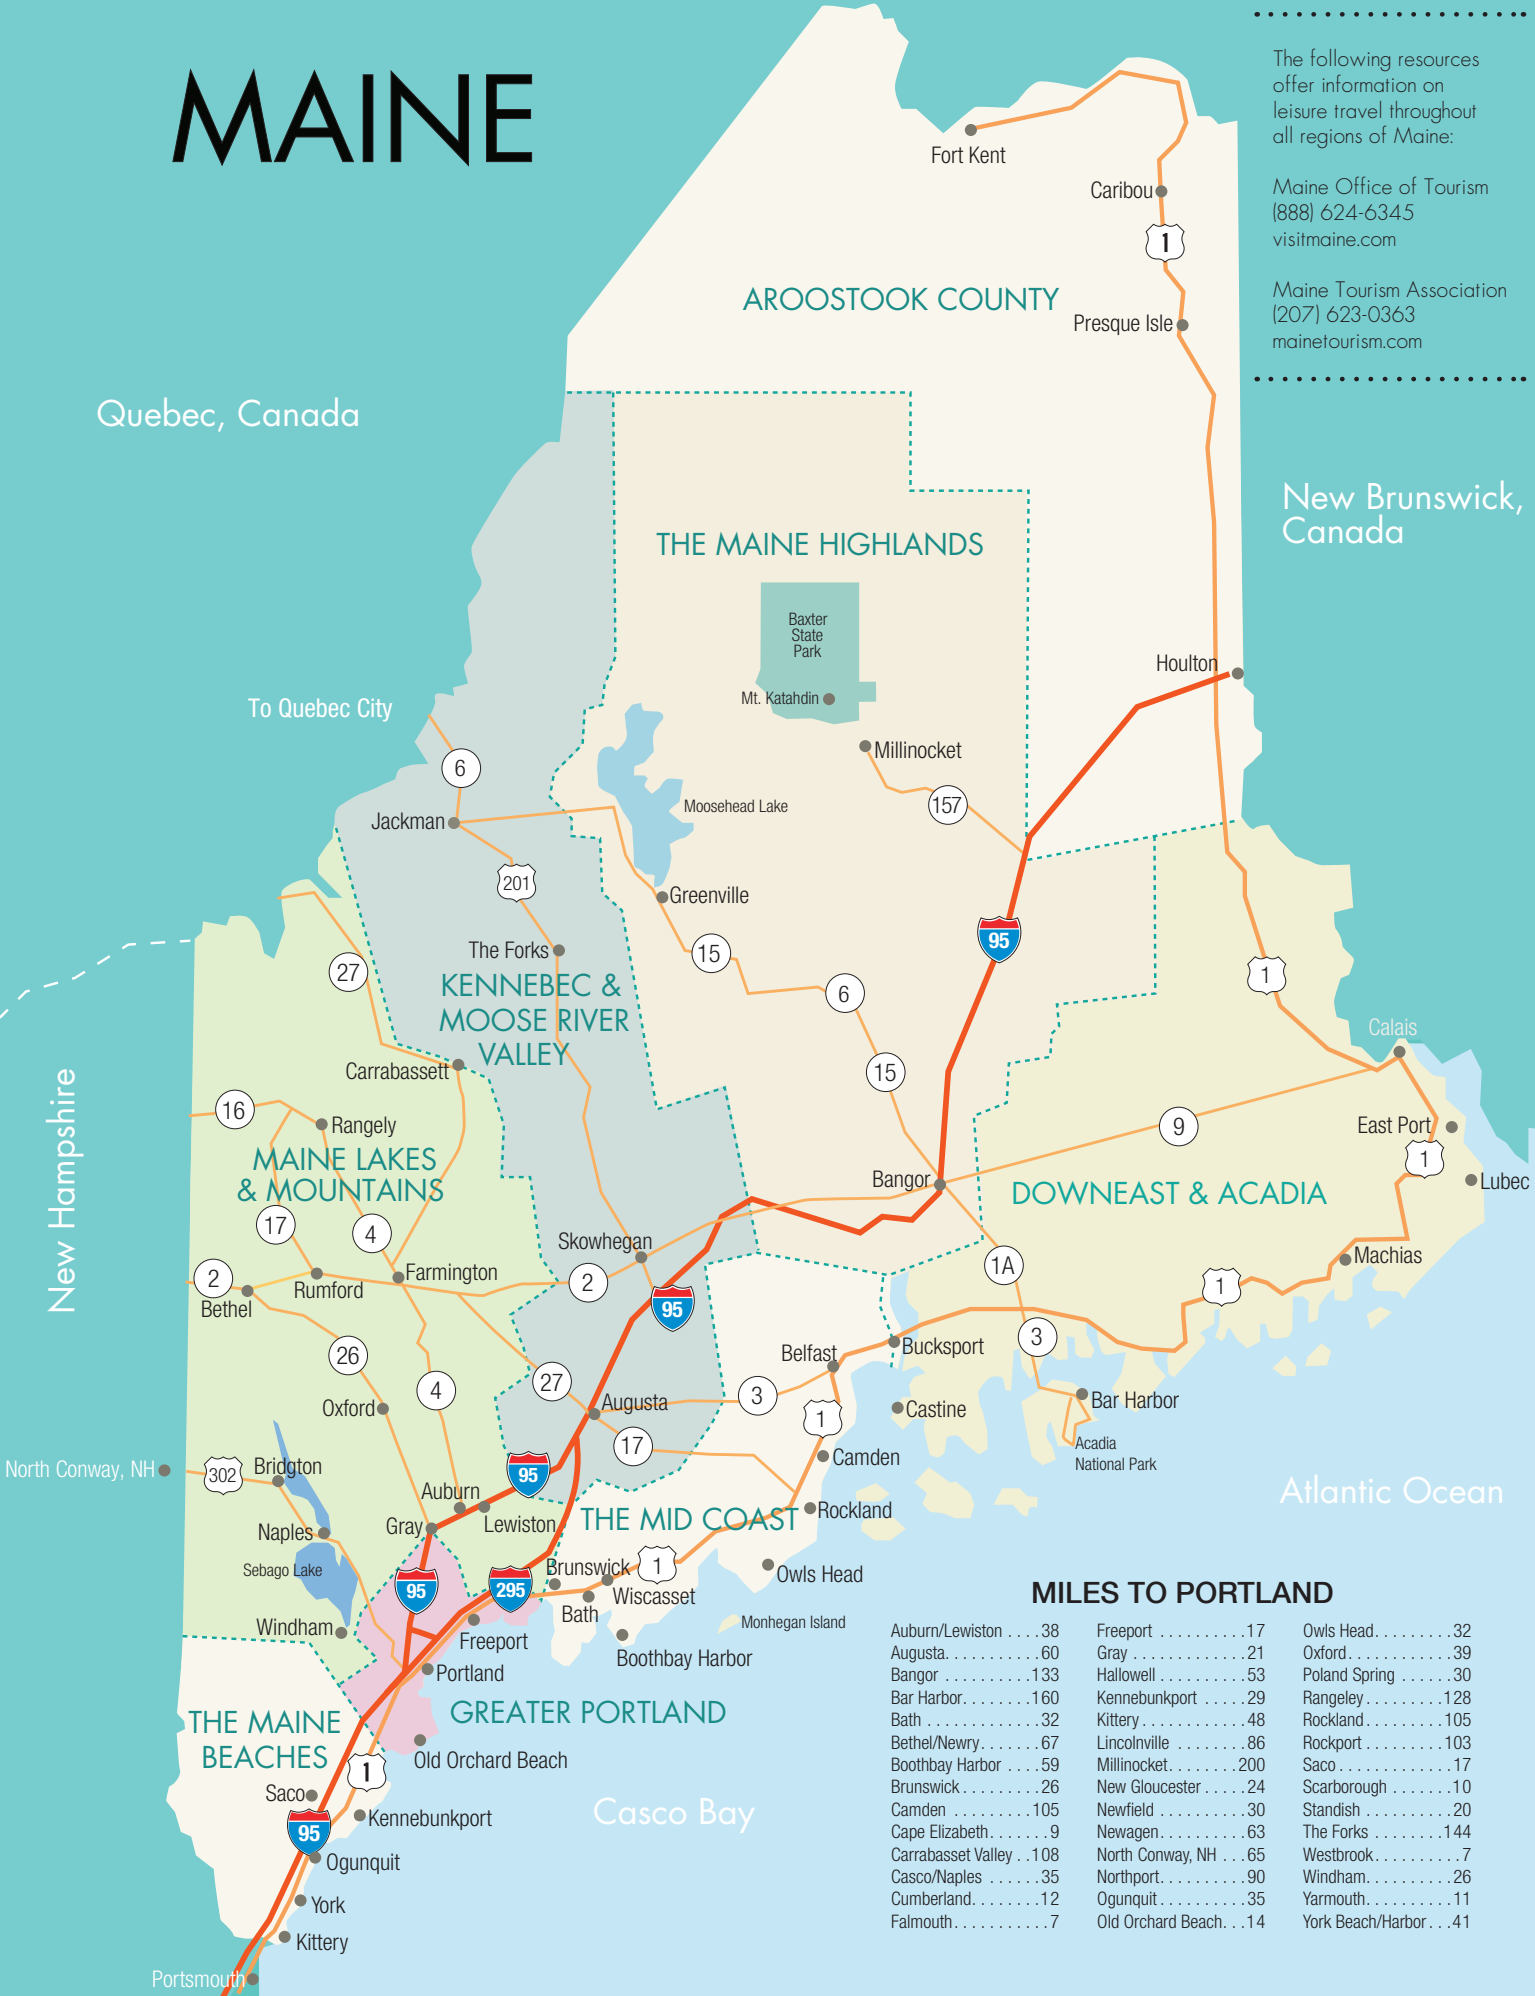 MAINE
The following resources
offer information on
leisure travel throughout
all regions of Maine:
Maine Office of Tourism
(888) 624-6345
visitmaine.com
Maine Tourism Association
(207) 623-0363
mainetourism.com
Fort Kent
Caribou
1
AROOSTOOK COUNTY
Presque Isle
Quebec, Canada
New Brunswick,
Canada
THE MAINE HIGHLANDS
Baxter
State
Park
Mt. Katahdin
Houlton
To Quebec City
Millinocket
6
157
Moosehead Lake
Jackman
201
Greenville
95
The Forks
15
27
1
KENNEBEC &
MOOSE RIVER
VALLEY
6
Calais
Carrabassett
15
New Hampshire
16
Rangely
9
East Port
1
MAINE LAKES
& MOUNTAINS
Bangor
DOWNEAST & ACADIA
Lubec
17
4
Skowhegan
Machias
2
Farmington
1A
Bethel
Rumford
2
95
1
26
Belfast
Bucksport
3
4
27
3
Bar Harbor
Oxford
Augusta
1
Castine
17
Acadia
National Park
North Conway, NH
302
Bridgton
95
Camden
Atlantic Ocean
Auburn
Gray
Lewiston
THE MID COAST
Rockland
Naples
Sebago Lake
95
295
Brunswick
1
Owls Head
Wiscasset
Bath
Windham
Freeport
Monhegan Island
Boothbay Harbor
Portland
GREATER PORTLAND
THE MAINE
BEACHES
1
Old Orchard Beach
Saco
Kennebunkport
Casco Bay
95
Ogunquit
York
Kittery
Portsmouth
MILES TO PORTLAND
Auburn/Lewiston . . . . 38
Augusta. . . . . . . . . . . 60
Bangor . . . . . . . . . . 133
Bar Harbor. . . . . . . . 160
Bath . . . . . . . . . . . . . 32
Bethel/Newry. . . . . . . 67
Boothbay Harbor . . . . 59
Brunswick . . . . . . . . . 26
Camden . . . . . . . . . 105
Cape Elizabeth. . . . . . . 9
Carrabasset Valley . . 108
Casco/Naples . . . . . . 35
Cumberland. . . . . . . . 12
Falmouth. . . . . . . . . . . 7
Freeport . . . . . . . . . . 17
Gray . . . . . . . . . . . . . 21
Hallowell . . . . . . . . . . 53
Kennebunkport . . . . . 29
Kittery . . . . . . . . . . . . 48
Lincolnville . . . . . . . . 86
Millinocket. . . . . . . . 200
New Gloucester . . . . . 24
Newfield . . . . . . . . . . 30
Newagen. . . . . . . . . . 63
North Conway, NH . . . 65
Northport. . . . . . . . . . 90
Ogunquit . . . . . . . . . . 35
Old Orchard Beach. . . 14
Owls Head. . . . . . . . . 32
Oxford. . . . . . . . . . . . 39
Poland Spring . . . . . . 30
Rangeley . . . . . . . . . 128
Rockland . . . . . . . . . 105
Rockport . . . . . . . . . 103
Saco . . . . . . . . . . . . . 17
Scarborough . . . . . . . 10
Standish . . . . . . . . . . 20
The Forks . . . . . . . . 144
Westbrook. . . . . . . . . . 7
Windham. . . . . . . . . . 26
Yarmouth. . . . . . . . . . 11
York Beach/Harbor . . . 41